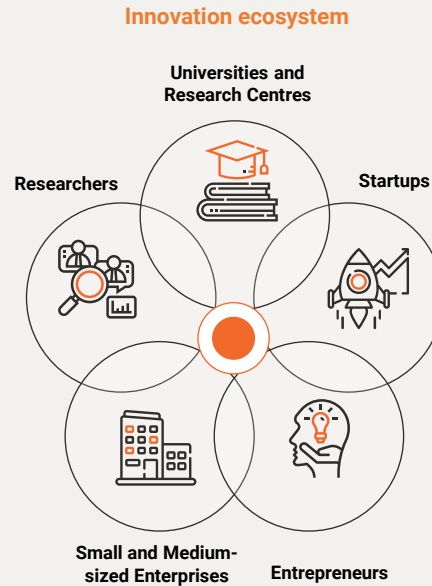 Innovation ecosystem
Universities and
Research Centres
Researchers
Startups
Small and Medium-
sized Enterprises
Entrepreneurs